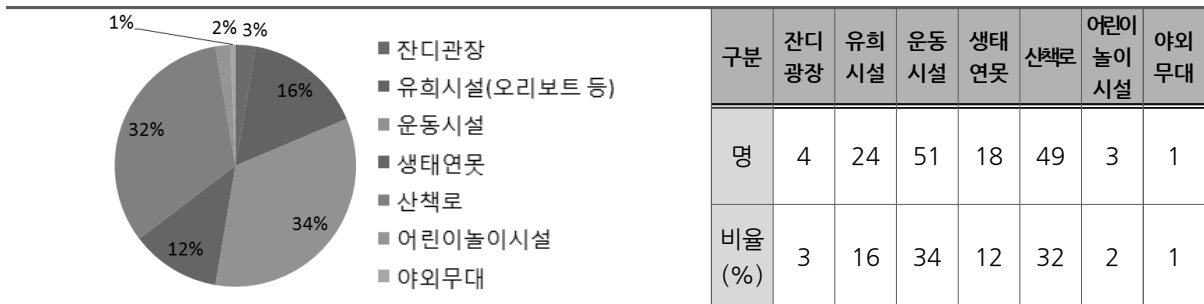 1%
2%
3%
16%
34%
12%
32%
잔디관장
유희시설(오리보트 등)
운동시설
생태연못
산책로
어린이놀이시설
야외무대
구분 잔디 광장 유희 시설 운동 시설 생태 연못 산책로 어린이 놀이 시설 야외 무대
명 4 24 51 18 49 3 1
비율 (%) 3 16 34 12 32 2 1